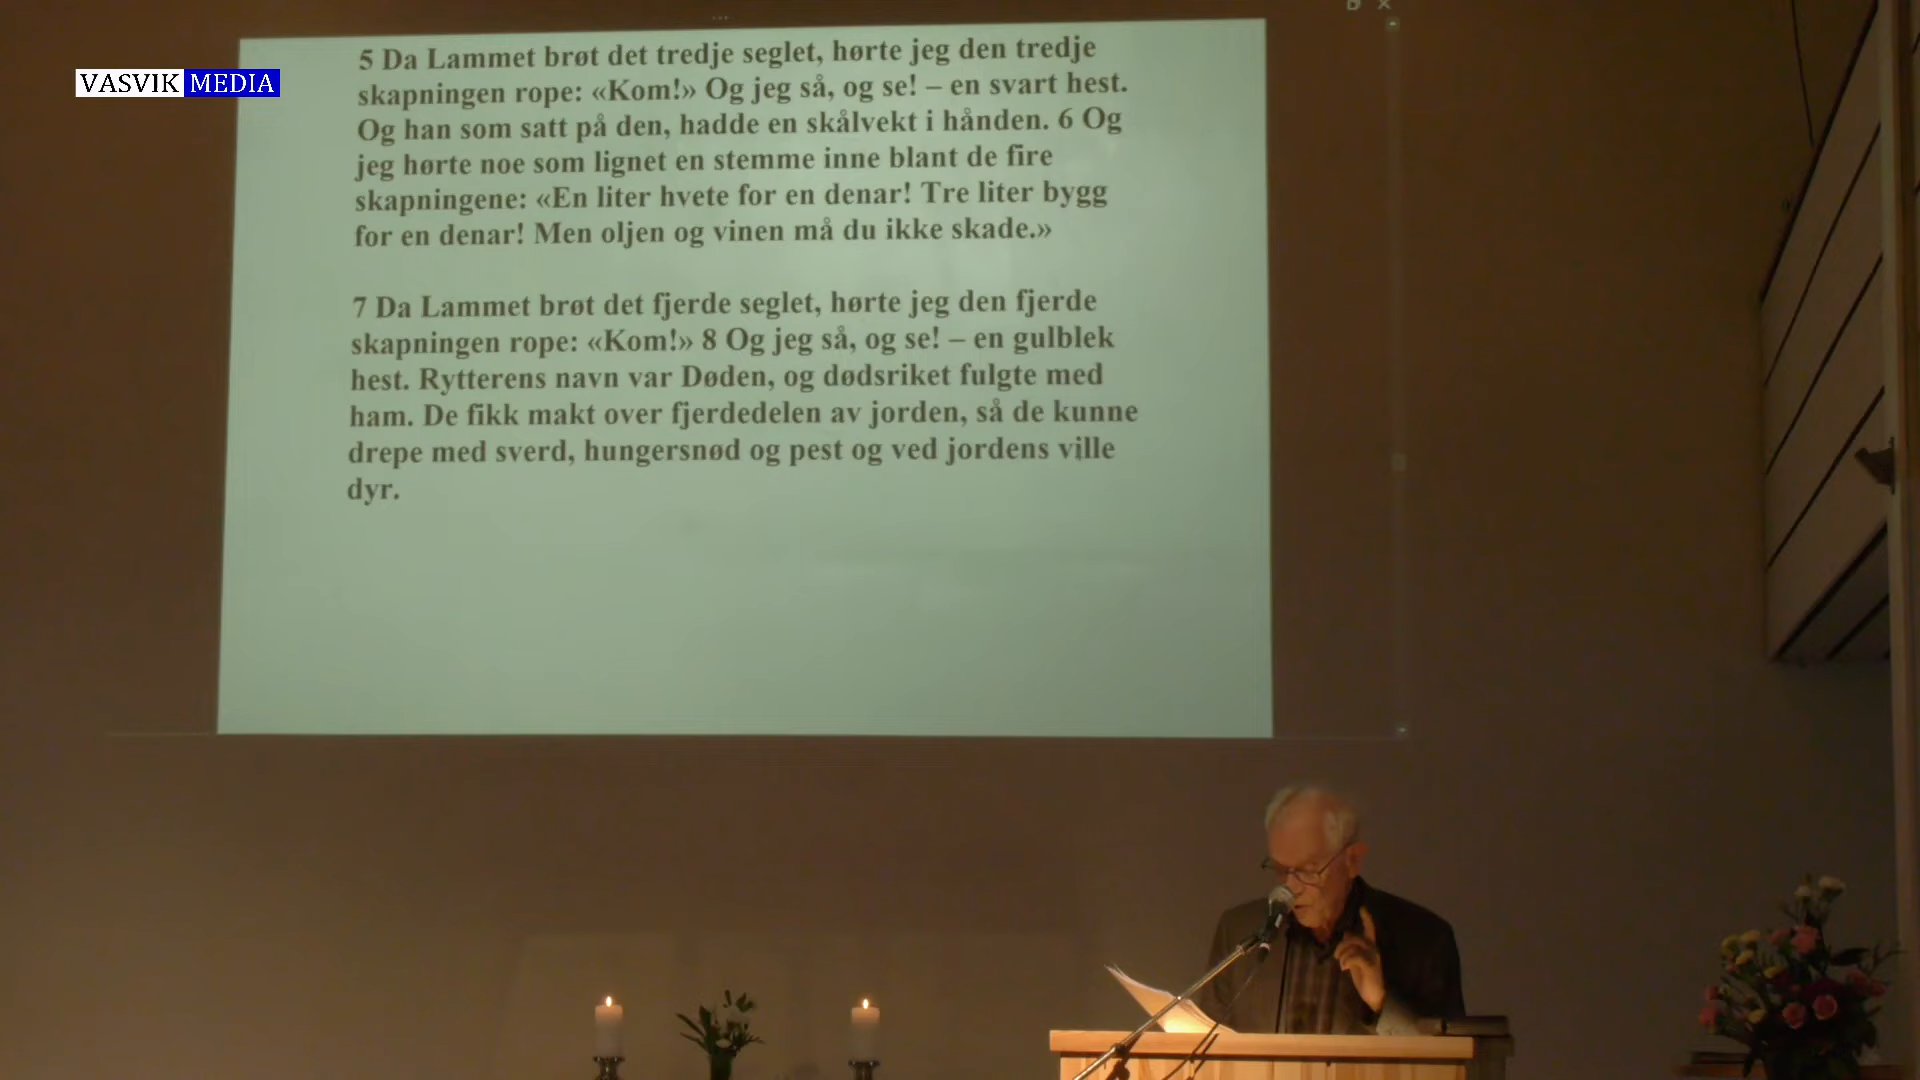 VASVIK MEDIA
5 Da Lammet brøt det tredje seglet, hørte jeg den tredje
skapningen rope: «Kom!» Og jeg så, og se! – en svart hest.
Og han som satt på den, hadde en skålvekt i hånden. 6 Og
jeg hørte noe som lignet en stemme inne blant de fire
skapningene: «En liter hvete for en denar! Tre liter bygg
for en denar! Men oljen og vinen må du ikke skade.»
7 Da Lammet brøt det fjerde seglet, hørte jeg den fjerde
skapningen rope: «Kom!» 8 Og jeg så, og se! – en gulblek
hest. Rytterens navn var Døden, og dødsriket fulgte med
ham. De fikk makt over fjerdedelen av jorden, så de kunne
drepe med sverd, hungersnød og pest og ved jordens ville
dyr.